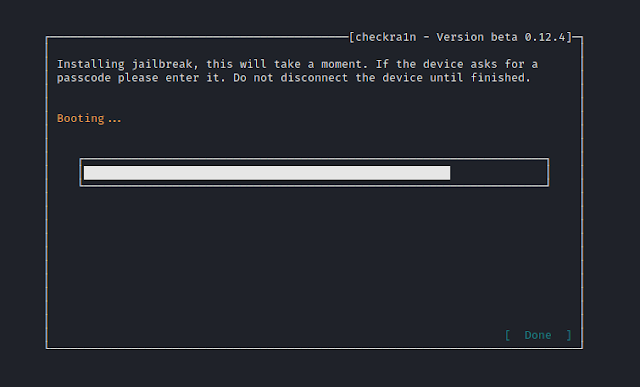 [checkra1n - Version beta 0.12.4]
Installing jailbreak, this will take a moment. If the device asks for a
passcode please enter it. Do not disconnect the device until finished.
Booting...
[ Done ]